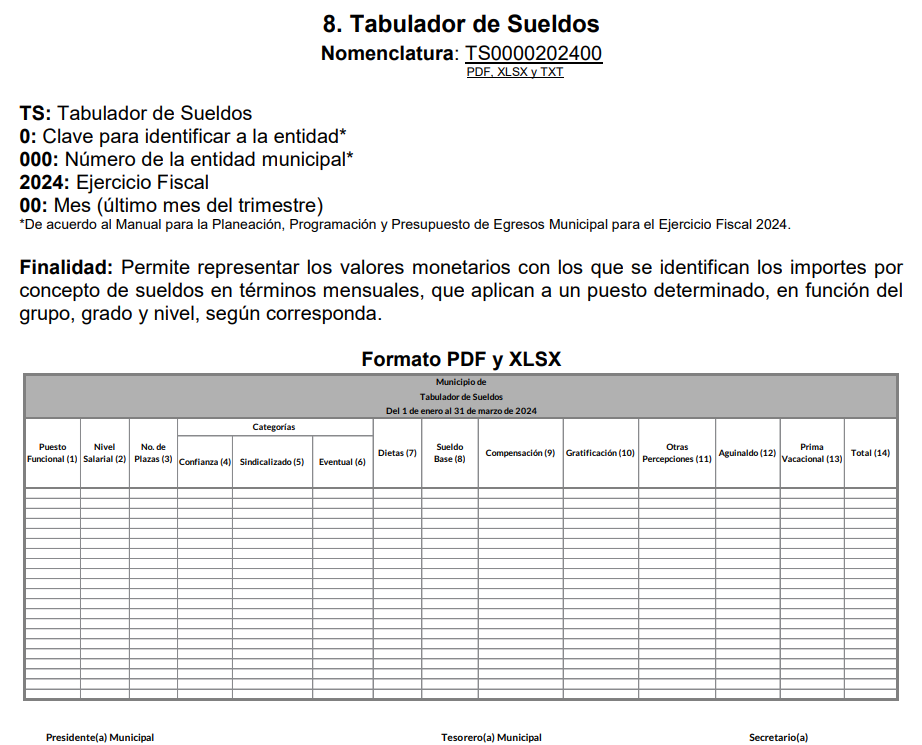 8. Tabulador de Sueldos
Nomenclatura: TS0000202400
PDF, XLSX y TXT
TS: Tabulador de Sueldos
0: Clave para identificar a la entidad*
000: Número de la entidad municipal*
2024: Ejercicio Fiscal
00: Mes (último mes del trimestre)
*De acuerdo al Manual para la Planeación, Programación y Presupuesto de Egresos Municipal para el Ejercicio Fiscal 2024.
Finalidad: Permite representar los valores monetarios con los que se identifican los importes por
concepto de sueldos en términos mensuales, que aplican a un puesto determinado, en función del
grupo, grado y nivel, según corresponda.
Formato PDF y XLSX
Municipio de
Tabulador de Sueldos
Del 1 de enero al 31 de marzo de 2024
Puesto
Funcional (1)
Nivel
Salarial (2)
No. de
Plazas (3)
Categorías
Confianza (4)
Sindicalizado (5)
Eventual (6)
Dietas (7)
Sueldo
Base (8)
Compensación (9)
Gratificación (10)
Otras
Percepciones (11)
Aguinaldo (12)
Prima
Vacacional (13)
Total (14)
Presidente(a) Municipal
Tesorero(a) Municipal
Secretario(a)